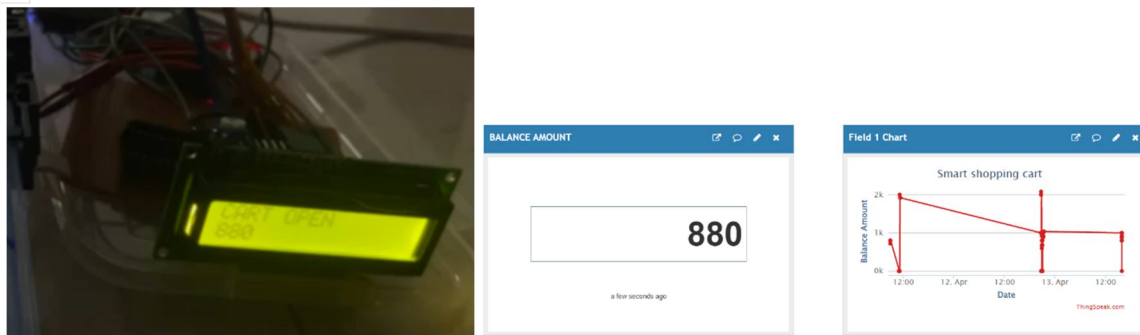 CART OPEN
880
BALANCE AMOUNT
880
a few seconds ago
Field 1 Chart
Smart shopping cart
Balance Amount
2k
1k
0k
12:00 12. Apr 12:00 13. Apr 12:00
Date
ThingSpeak.com